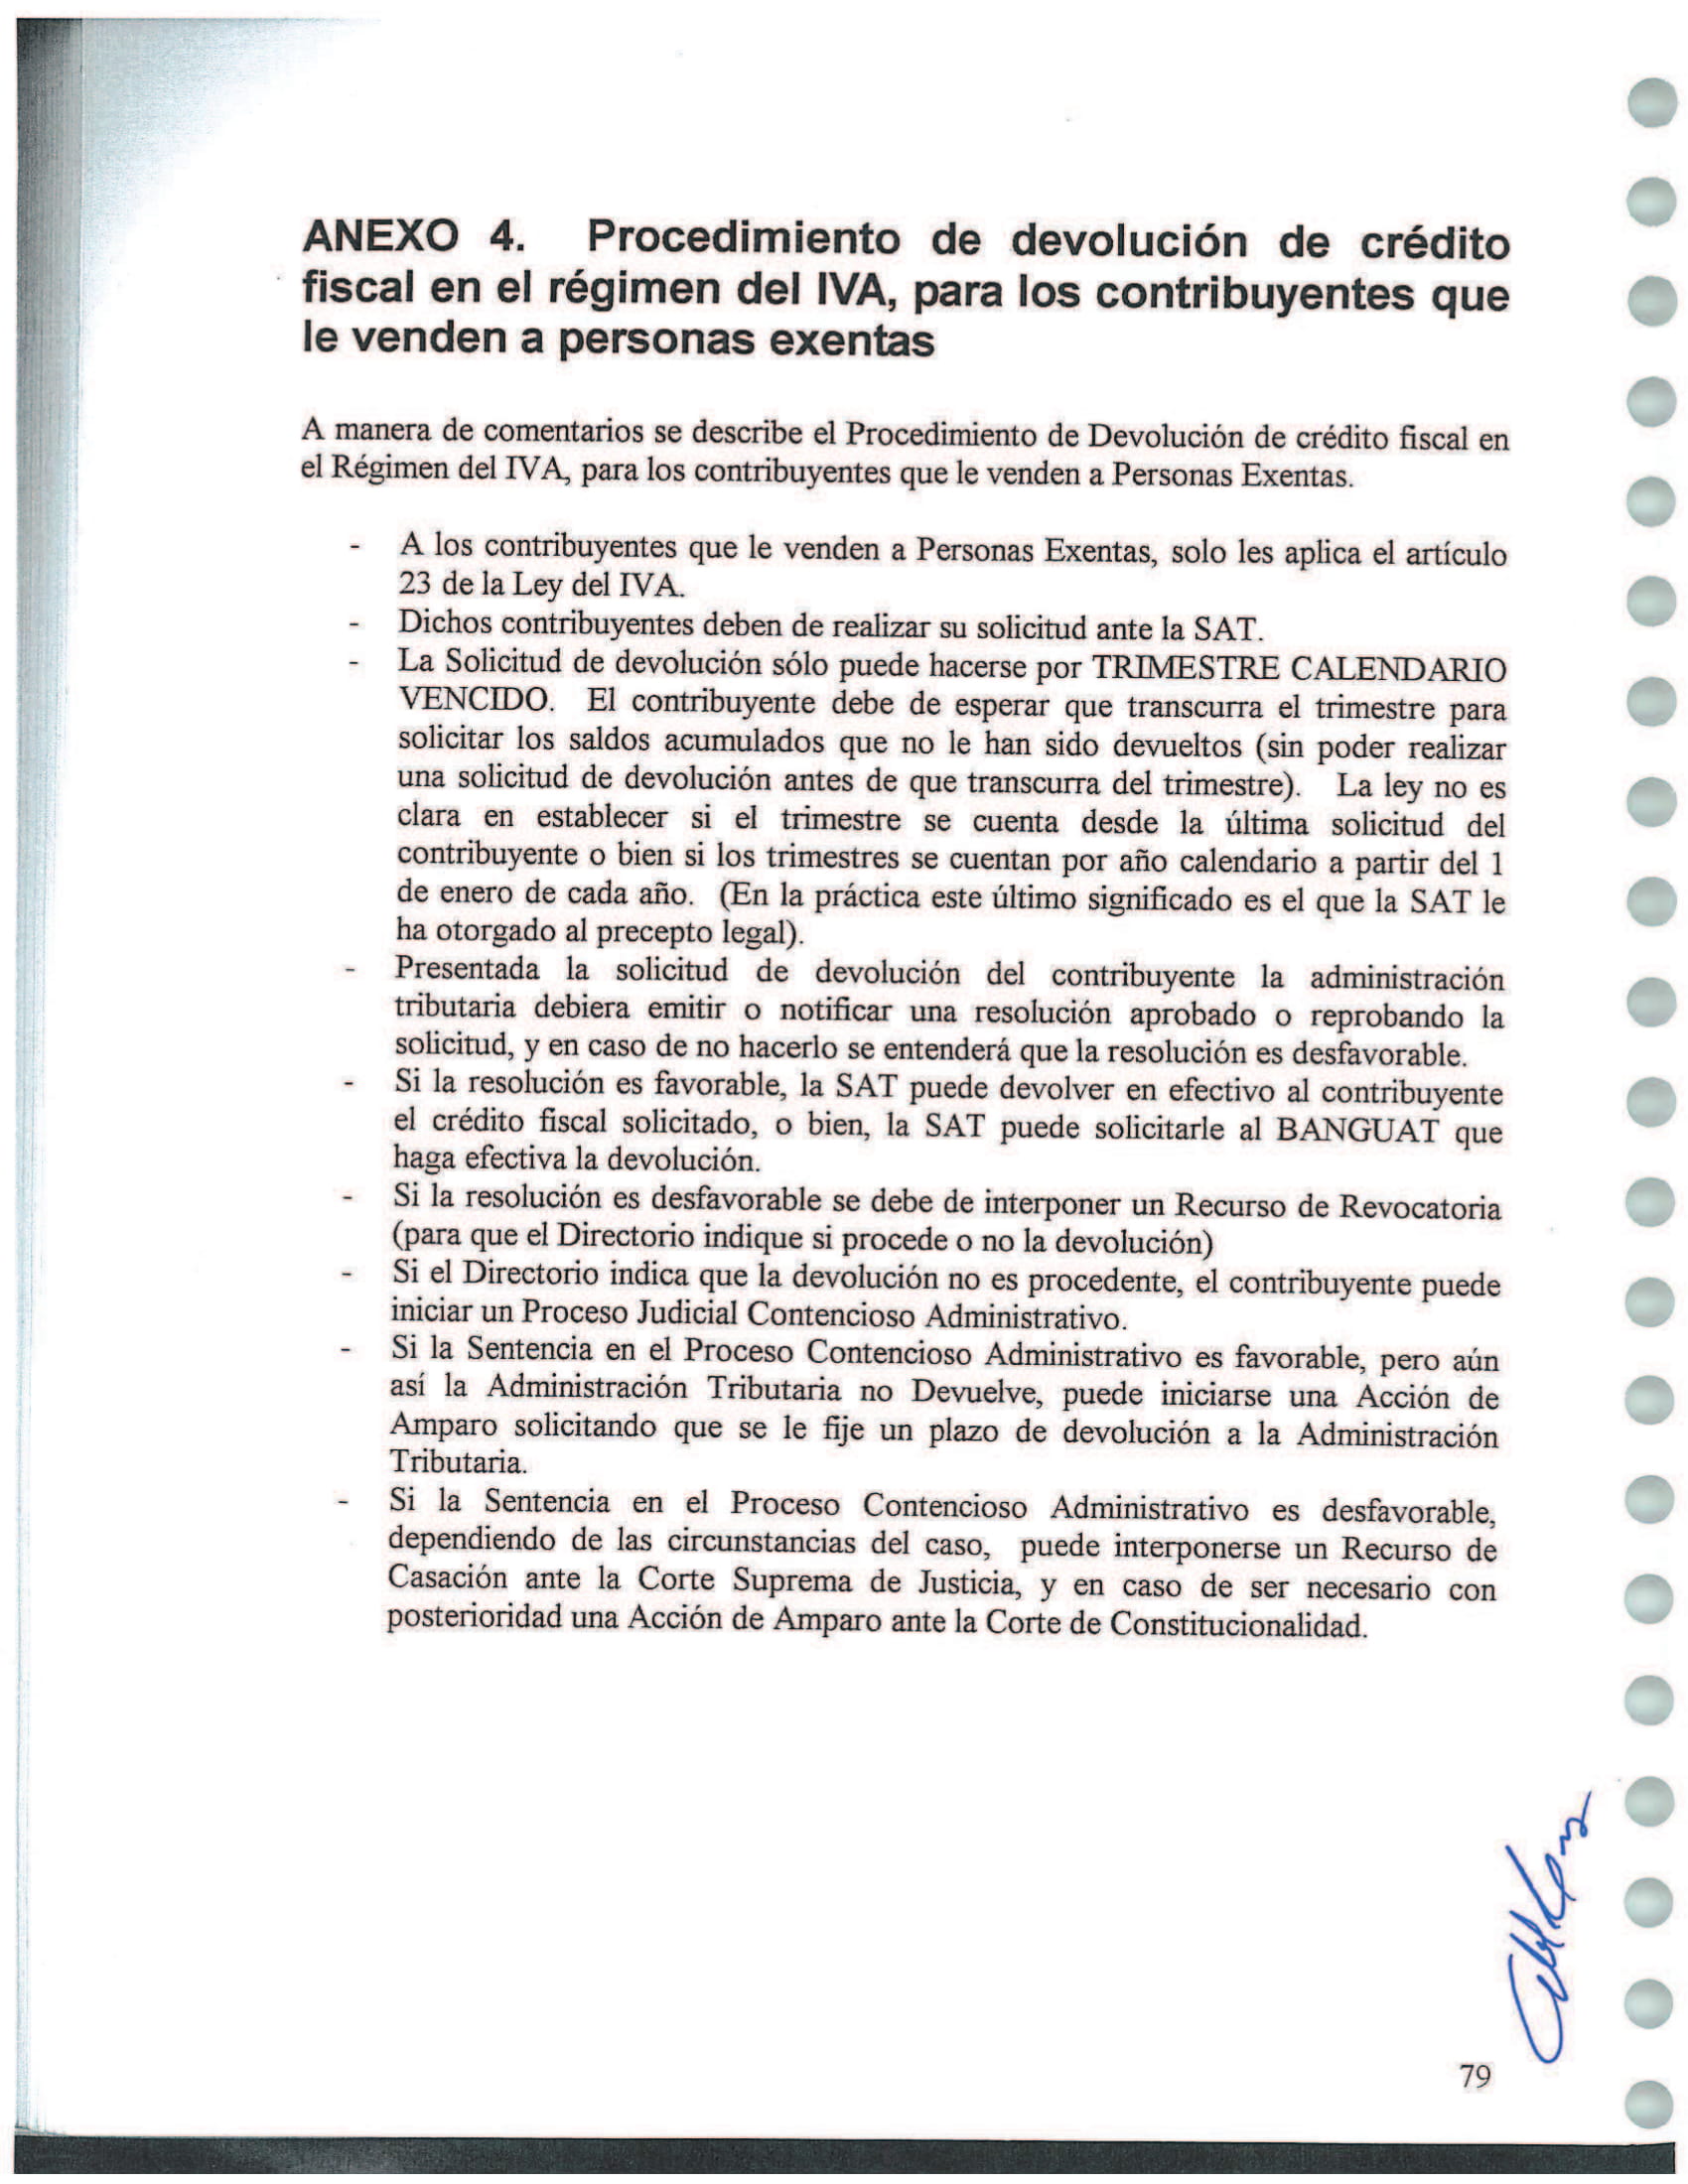 ANEXO 4. Procedimiento de devolución de crédito
fiscal en el régimen del IVA, para los contribuyentes que
le venden a personas exentas
A manera de comentarios se describe el Procedimiento de Devolución de crédito fiscal en
el Régimen del IVA, para los contribuyentes que le venden a Personas Exentas.
- A los contribuyentes que le venden a Personas Exentas, solo les aplica el artículo
23 de la Ley del IVA.
- Dichos contribuyentes deben de realizar su solicitud ante la SAT.
- La Solicitud de devolución sólo puede hacerse por TRIMESTRE CALENDARIO
VENCIDO. El contribuyente debe de esperar que transcurra el trimestre para
solicitar los saldos acumulados que no le han sido devueltos (sin poder realizar
una solicitud de devolución antes de que transcurra del trimestre). La ley no es
clara en establecer si el trimestre se cuenta desde la última solicitud del
contribuyente o bien si los trimestres se cuentan por año calendario a partir del 1
de enero de cada año. (En la práctica este último significado es el que la SAT le
ha otorgado al precepto legal).
- Presentada la solicitud de devolución del contribuyente la administración
tributaria debiera emitir o notificar una resolución aprobado o reprobando la
solicitud, y en caso de no hacerlo se entenderá que la resolución es desfavorable.
- Si la resolución es favorable, la SAT puede devolver en efectivo al contribuyente
el crédito fiscal solicitado, o bien, la SAT puede solicitarle al BANGUAT que
haga efectiva la devolución.
- Si la resolución es desfavorable se debe de interponer un Recurso de Revocatoria
(para que el Directorio indique si procede o no la devolución)
- Si el Directorio indica que la devolución no es procedente, el contribuyente puede
iniciar un Proceso Judicial Contencioso Administrativo.
- Si la Sentencia en el Proceso Contencioso Administrativo es favorable, pero aún
así la Administración Tributaria no Devuelve, puede iniciarse una Acción de
Amparo solicitando que se le fije un plazo de devolución a la Administración
Tributaria.
- Si la Sentencia en el Proceso Contencioso Administrativo es desfavorable,
dependiendo de las circunstancias del caso, puede interponerse un Recurso de
Casación ante la Corte Suprema de Justicia, y en caso de ser necesario con
posterioridad una Acción de Amparo ante la Corte de Constitucionalidad.
79